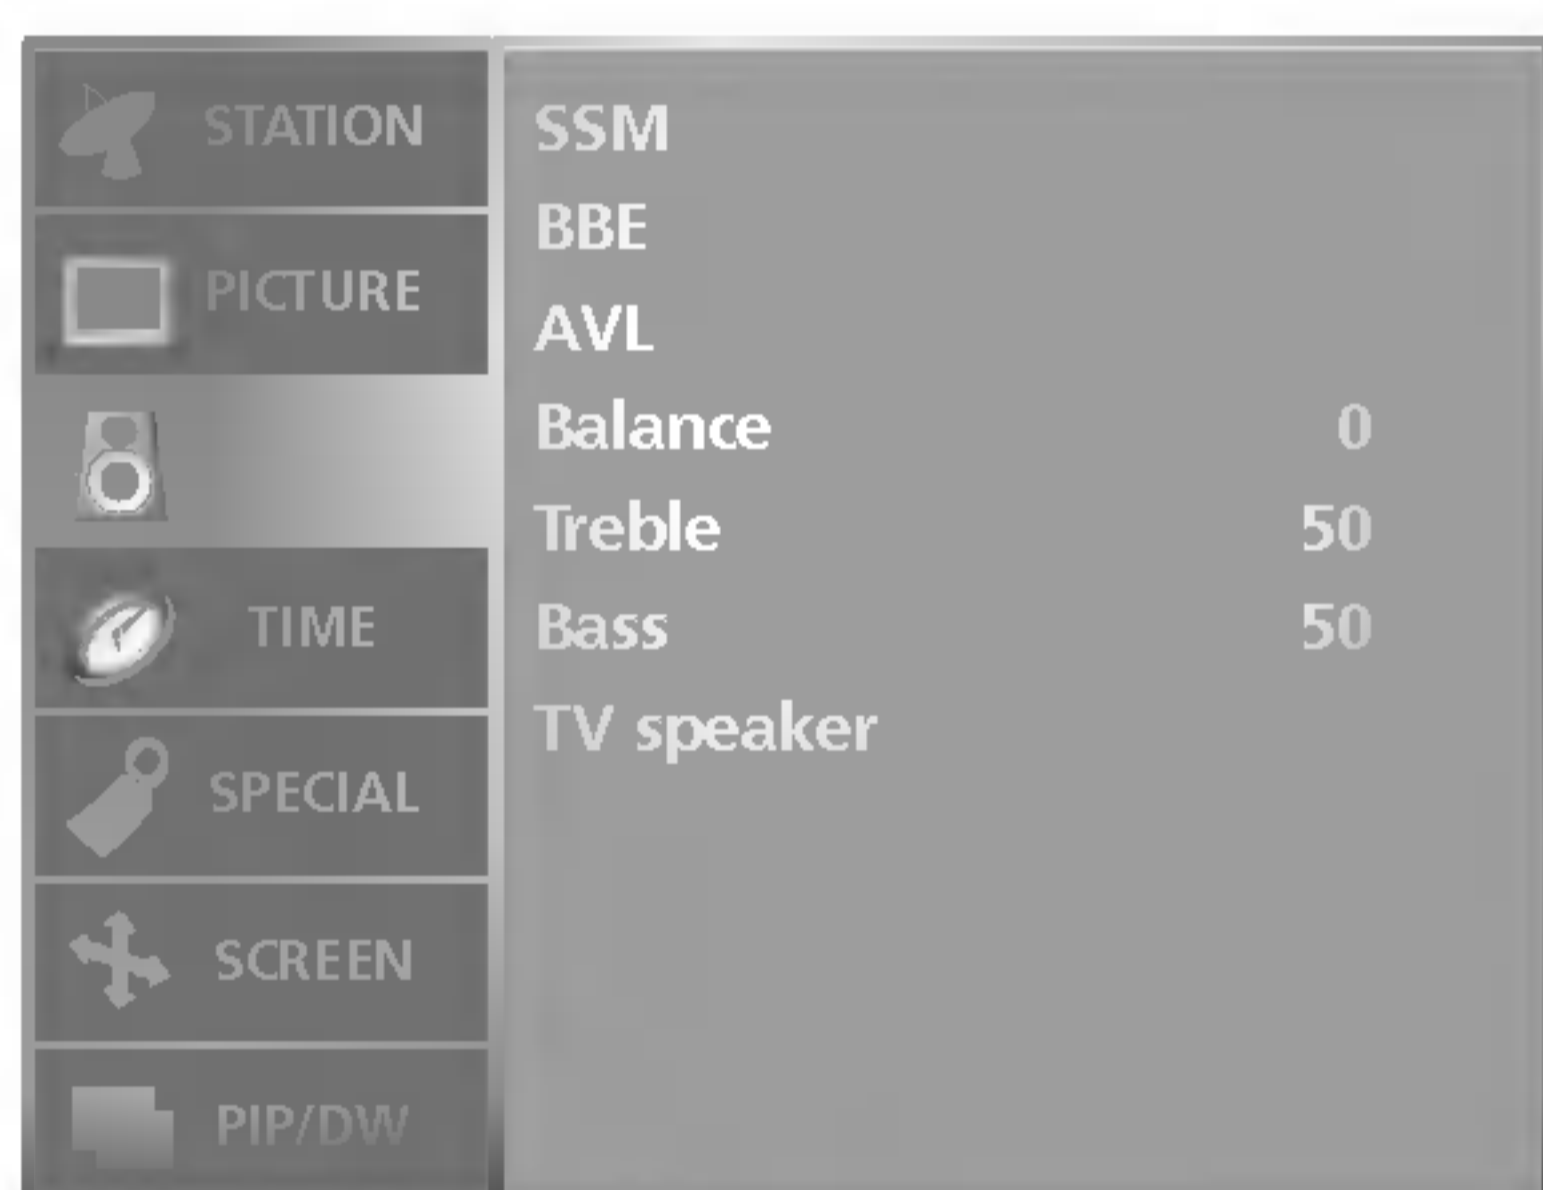 STATION
PICTURE
TIME
SPECIAL
SCREEN
PIP/DW
SSM
BBE
AVL
Balance 0
Treble 50
Bass 50
TV speaker